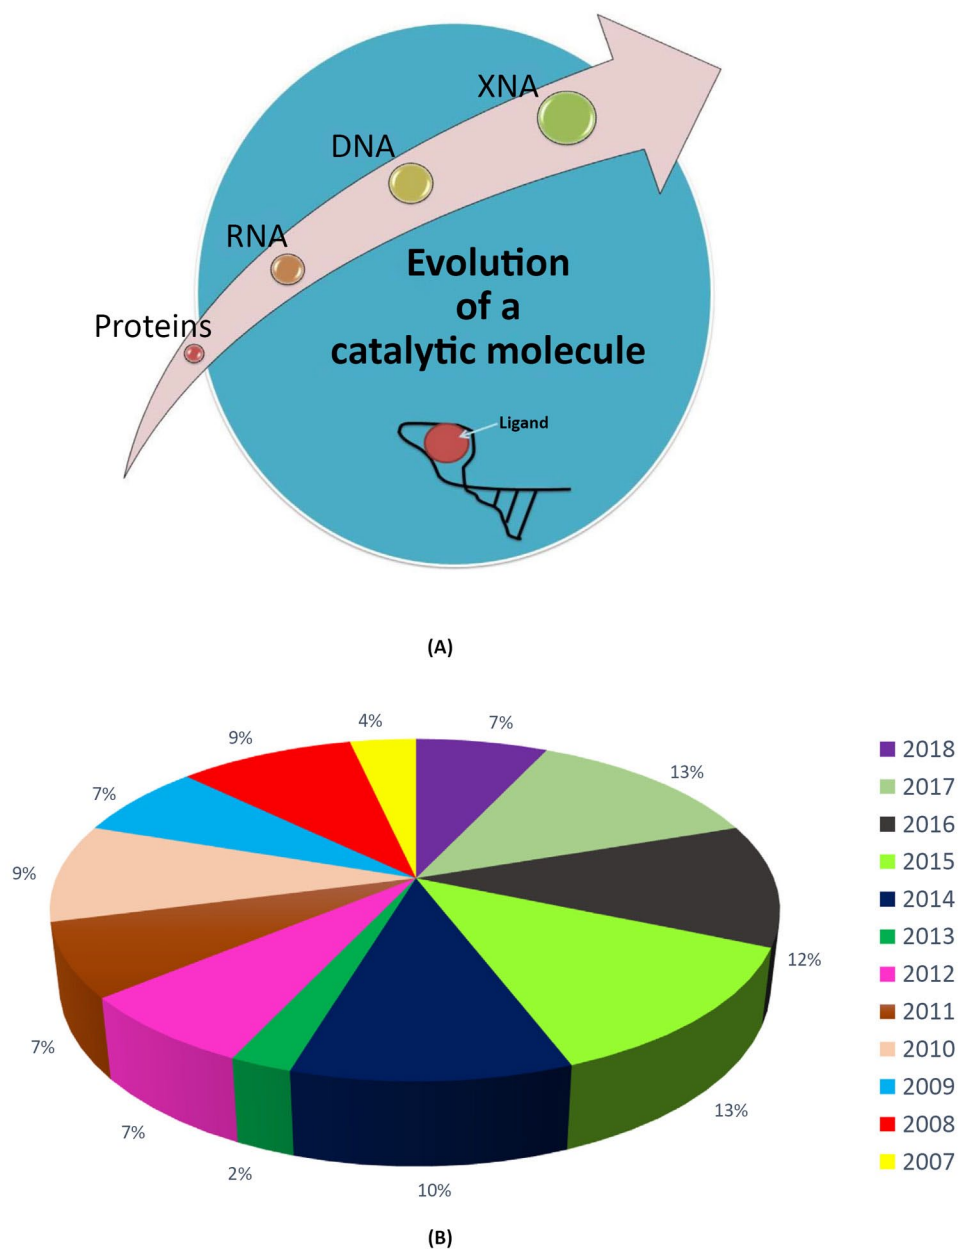 XNA
DNA
RNA
Proteins
Evolution
of a
catalytic molecule
Ligand
(A)
4%
7%
9%
13%
7%
9%
12%
7%
13%
7%
2%
10%
2018
2017
2016
2015
2014
2013
2012
2011
2010
2009
2008
2007
(B)